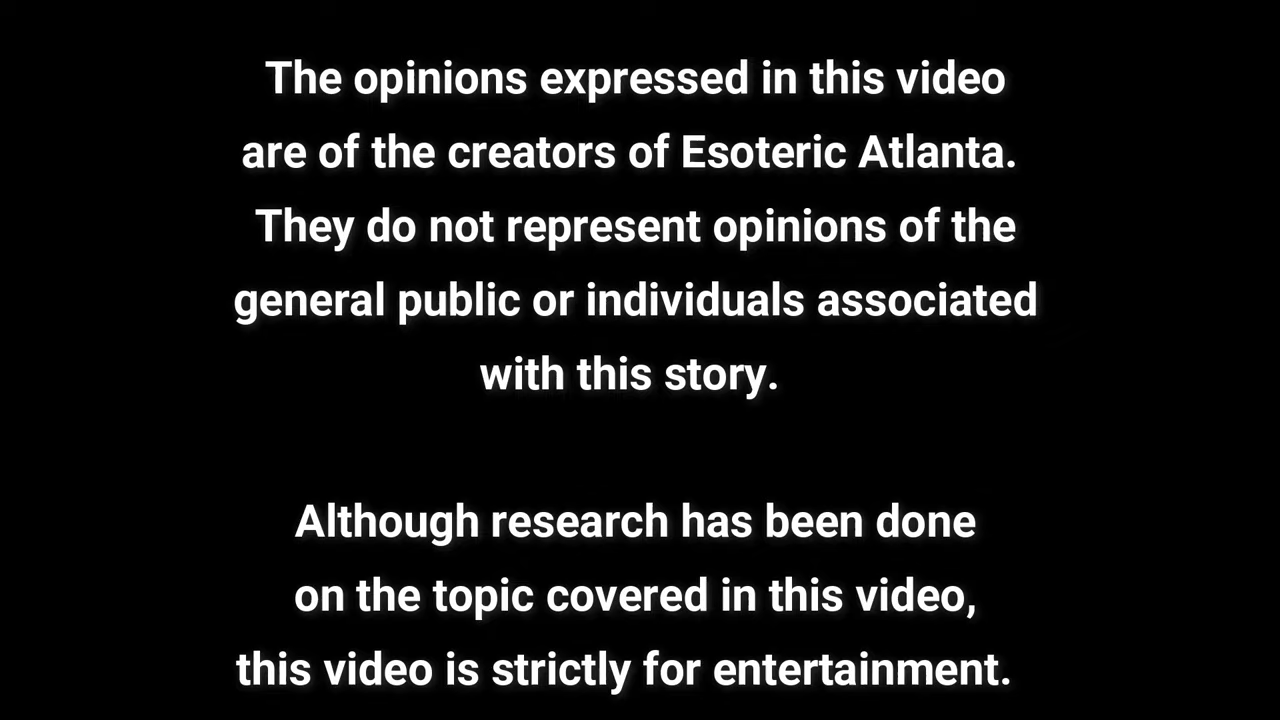 The opinions expressed in this video
are of the creators of Esoteric Atlanta.
They do not represent opinions of the
general public or individuals associated
with this story.
Although research has been done
on the topic covered in this video,
this video is strictly for entertainment.